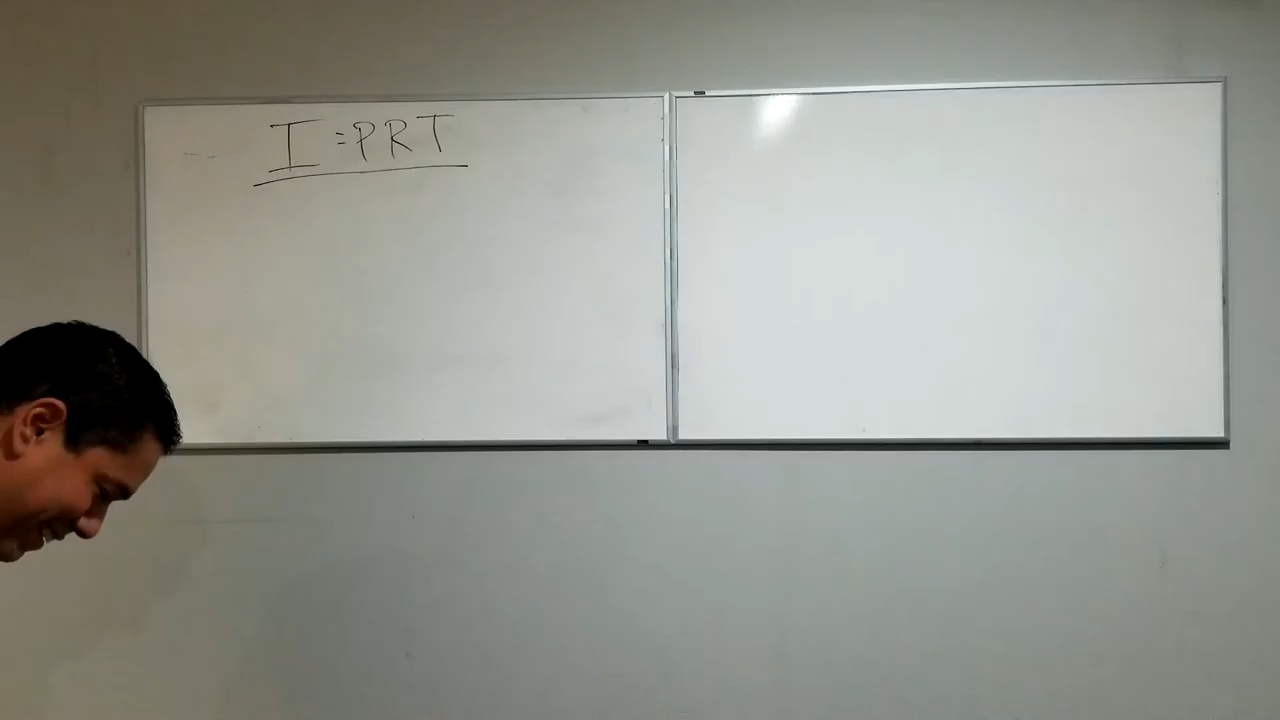 I = PRT